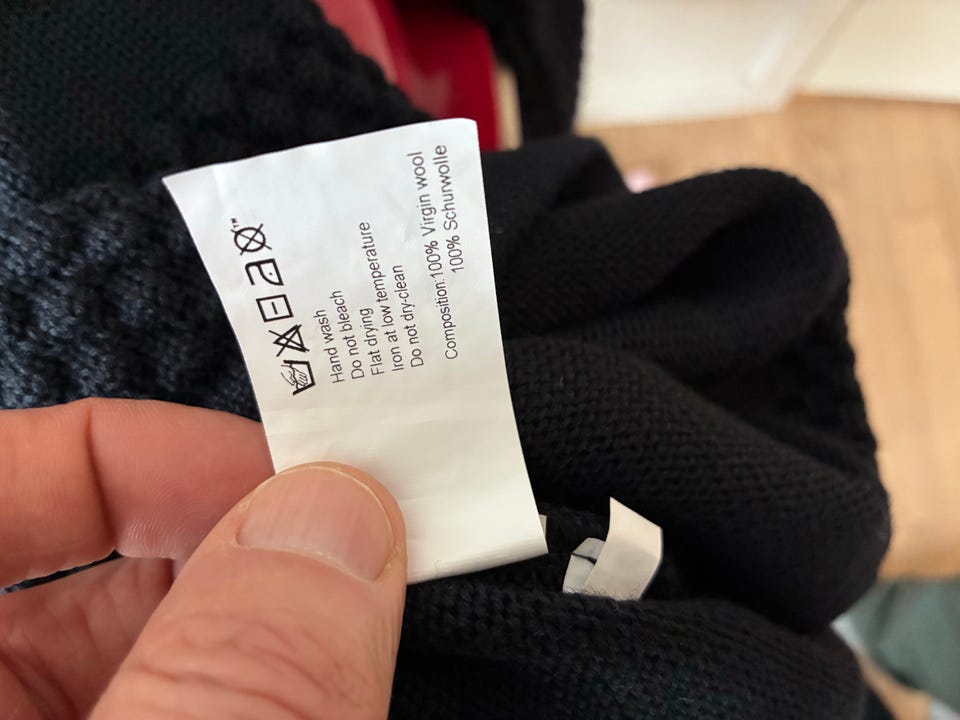 TM
Hand wash
Do not bleach
Flat drying
Iron at low temperature
Do not dry-clean
Composition:100% Virgin wool
100% Schurwolle